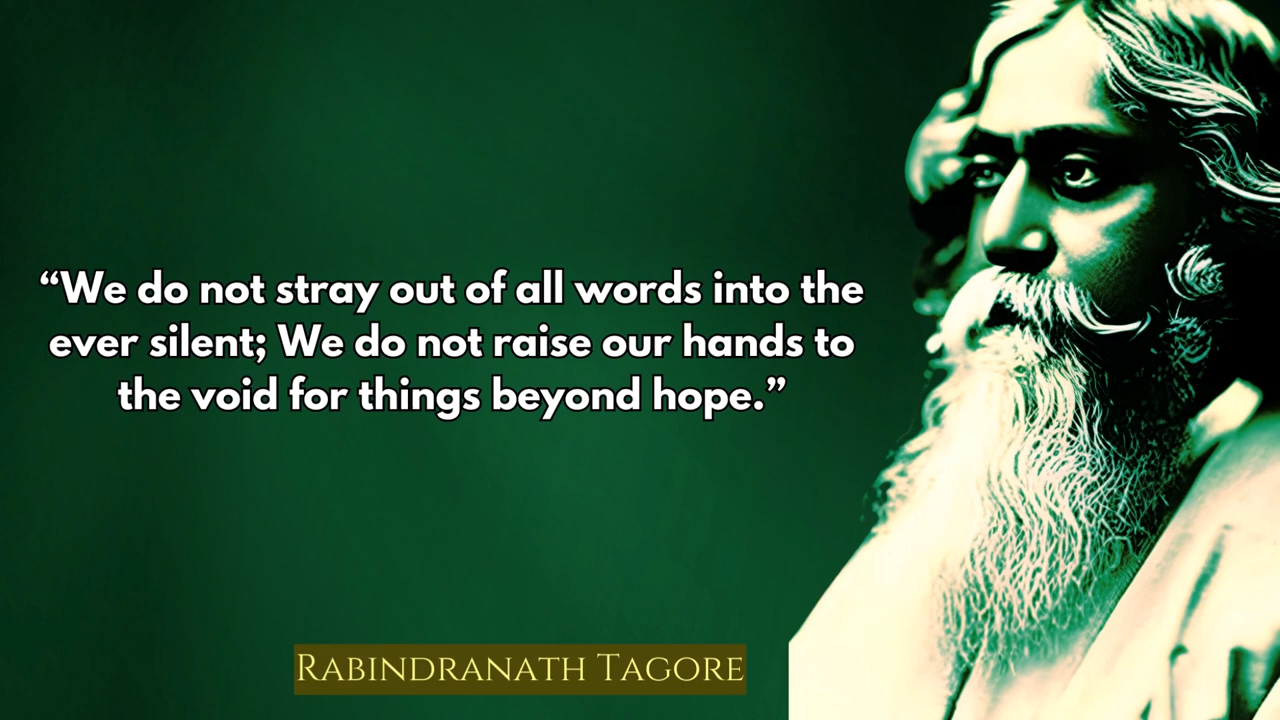 “We do not stray out of all words into the
ever silent; We do not raise our hands to
the void for things beyond hope.”
Rabindranath Tagore